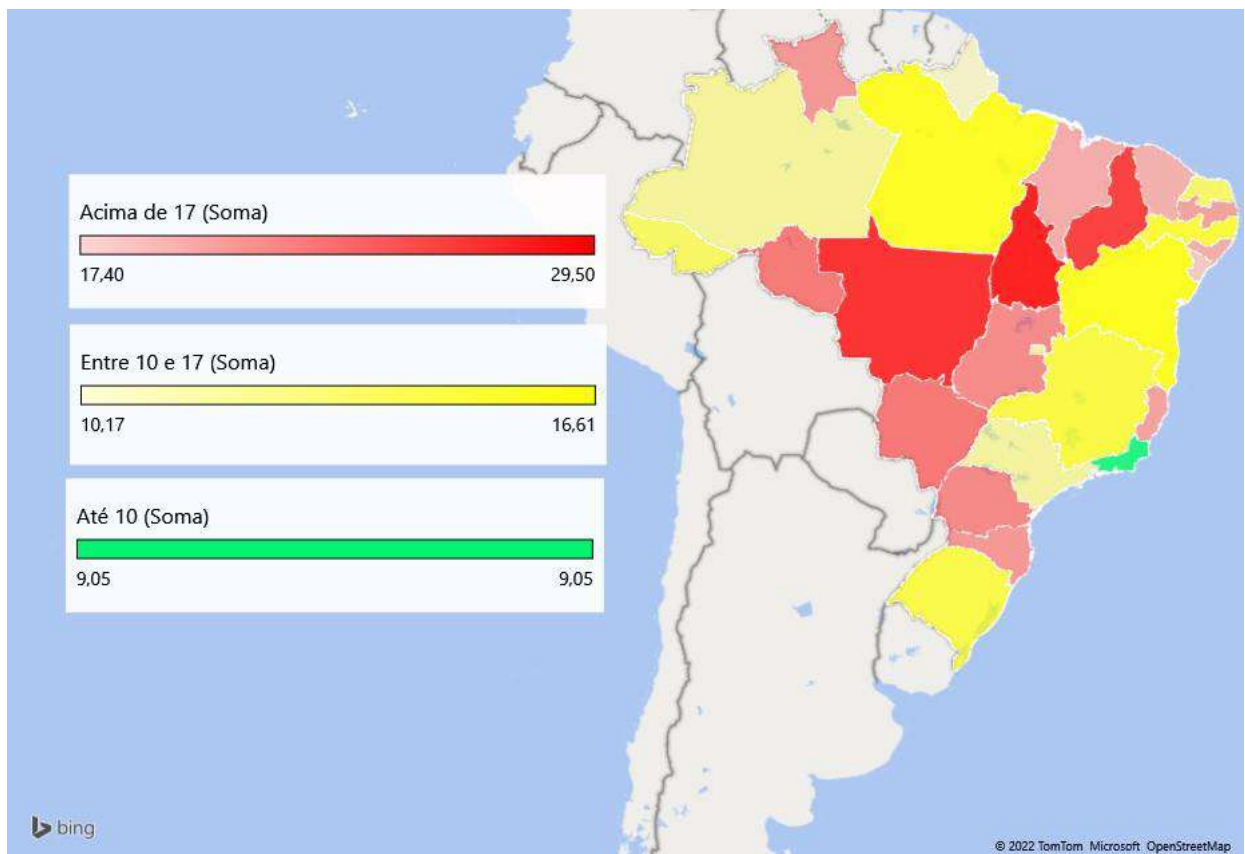 Acima de 17 (Soma)
17,40 29,50
Entre 10 e 17 (Soma)
10,17 16,61
Até 10 (Soma)
9,05 9,05
bing
© 2022 TomTom Microsoft OpenStreetMap